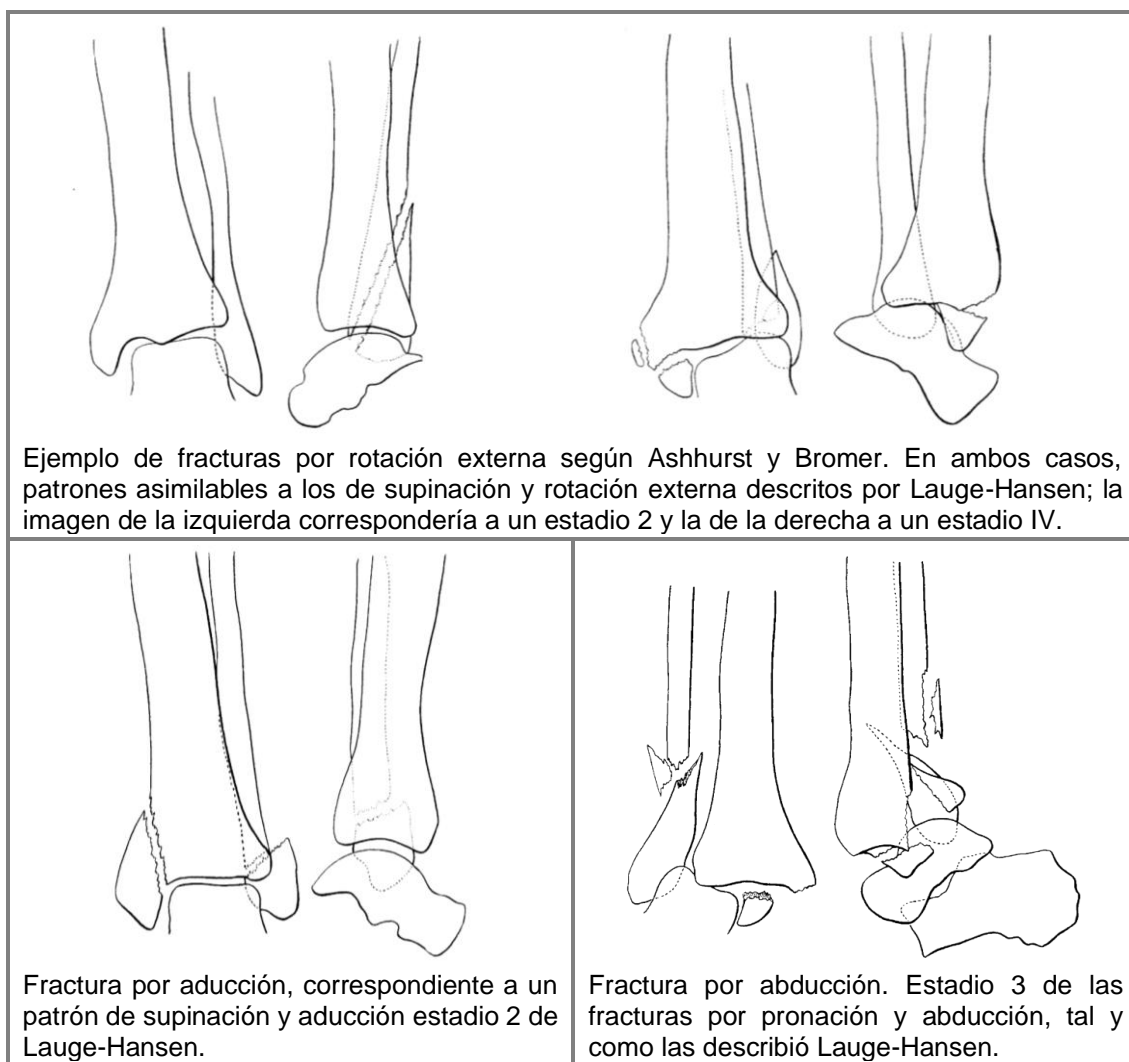 Ejemplo de fracturas por rotación externa según Ashhurst y Bromer. En ambos casos,
patrones asimilables a los de supinación y rotación externa descritos por Lauge-Hansen; la
imagen de la izquierda correspondería a un estadio 2 y la de la derecha a un estadio IV.
Fractura por aducción, correspondiente a un
patrón de supinación y aducción estadio 2 de
Lauge-Hansen.
Fractura por abducción. Estadio 3 de las
fracturas por pronación y abducción, tal y
como las describió Lauge-Hansen.